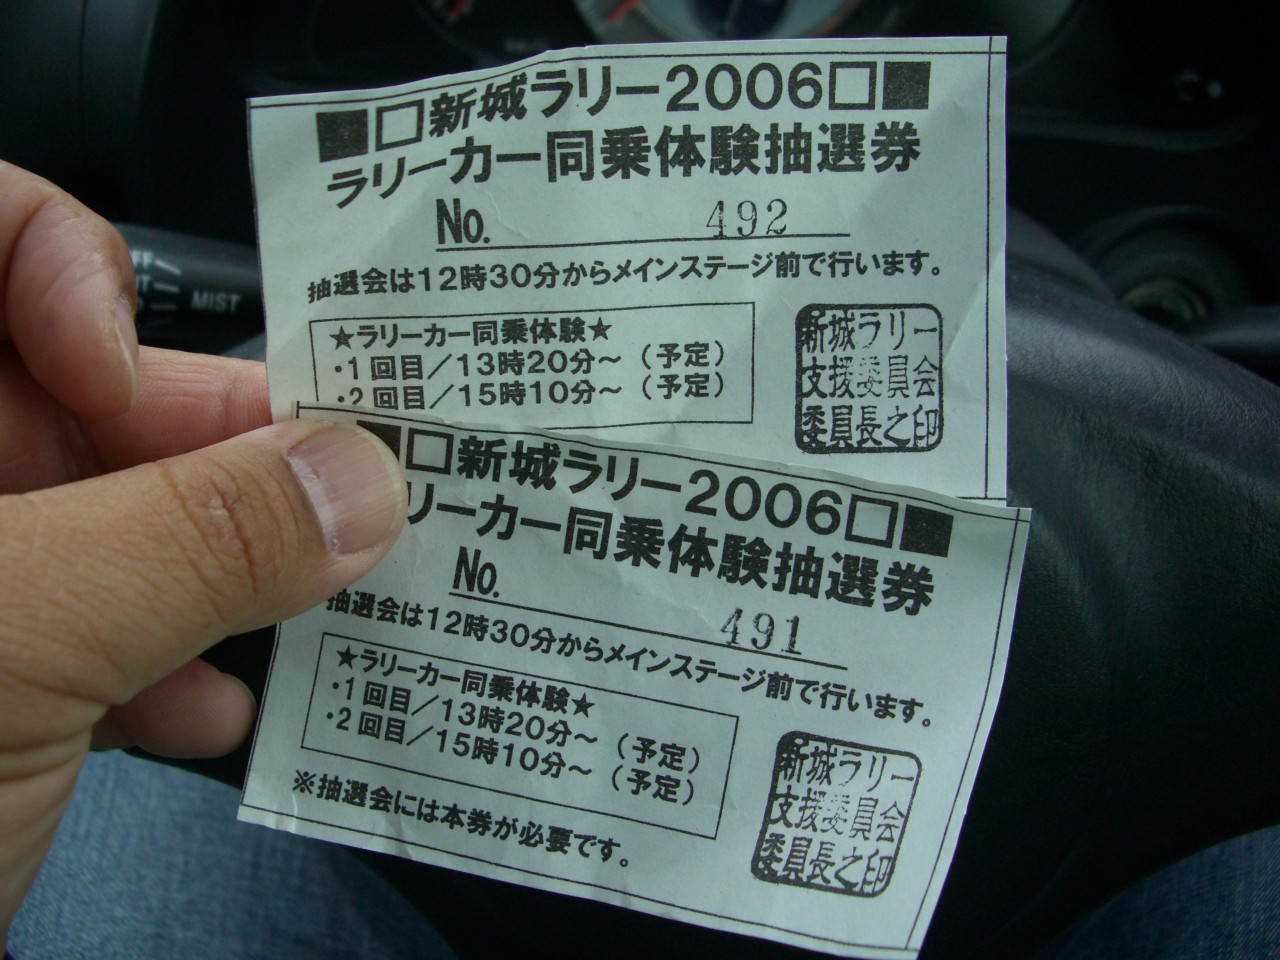 ■□新城ラリー2006□■
ラリーカー同乗体験抽選券
No. 492
抽選会は12時30分からメインステージ前で行います。
★ラリーカー同乗体験★
・1回目/13時20分~(予定)
・2回目/15時10分~(予定)
新城ラリー
支援委員会
委員長之印
■□新城ラリー2006□■
リーカー同乗体験抽選券
No. 491
抽選会は12時30分からメインステージ前で行います。
★ラリーカー同乗体験★
・1回目/13時20分~(予定)
・2回目/15時10分~(予定)
※抽選会には本券が必要です。
新城ラリー
支援委員会
委員長之印
MIST